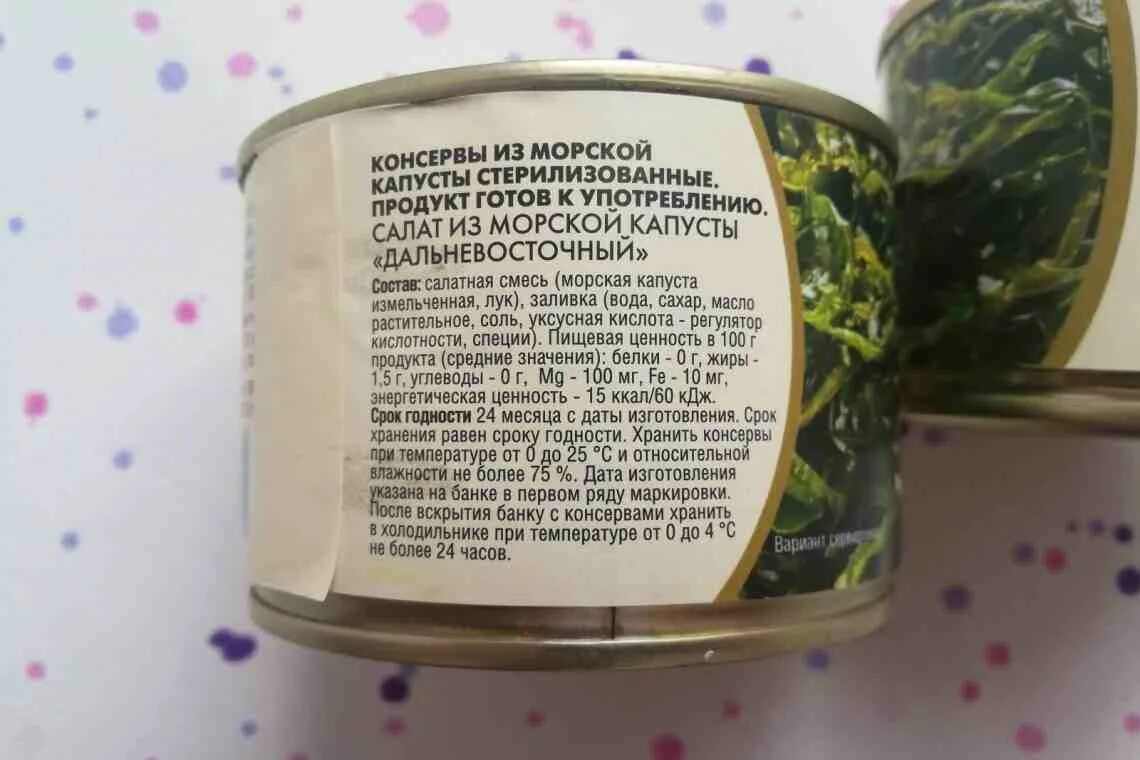 КОНСЕРВЫ ИЗ МОРСКОЙ
КАПУСТЫ СТЕРИЛИЗОВАННЫЕ.
ПРОДУКТ ГОТОВ К УПОТРЕБЛЕНИЮ.
САЛАТ ИЗ МОРСКОЙ КАПУСТЫ
«ДАЛЬНЕВОСТОЧНЫЙ»
Состав: салатная смесь (морская капуста
измельченная, лук), заливка (вода, сахар, масло
растительное, соль, уксусная кислота - регулятор
кислотности, специи). Пищевая ценность в 100 г
продукта (средние значения): белки - 0 г, жиры -
1,5 г, углеводы - 0 г, Mg - 100 мг, Fe - 10 мг,
энергетическая ценность - 15 ккал/60 кДж.
Срок годности 24 месяца с даты изготовления. Срок
хранения равен сроку годности. Хранить консервы
при температуре от 0 до 25 °С и относительной
влажности не более 75 %. Дата изготовления
указана на банке в первом ряду маркировки.
После вскрытия банку с консервами хранить
в холодильнике при температуре от 0 до 4 °С
не более 24 часов.
Вариант